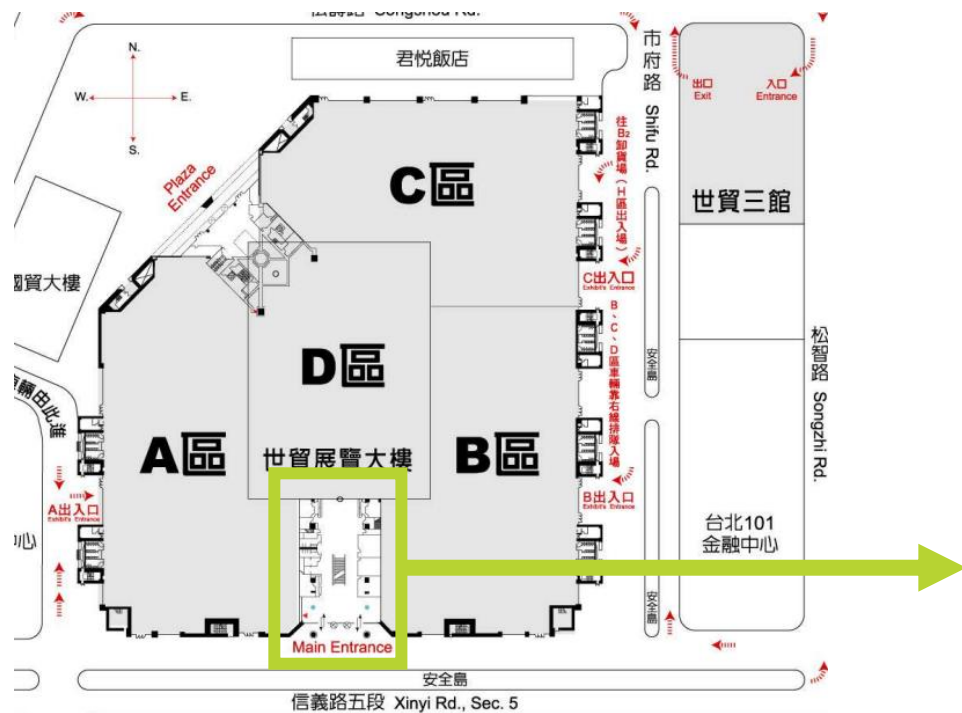 N.
W.
E.
S.
君悦飯店
市府路 Shifu Rd.
出口
Exit
入口
Entrance
Plaza
Entrance
C區
往B2卸貨場（H區出入場）
世貿三館
國貿大樓
C出入口
Exhibit's Entrance
B、C、D區車輛靠右線排隊入場
D區
安全島
松智路 Songzhi Rd.
輛由此進
A區
世貿展覽大樓
B區
A出入口
Exhibit's Entrance
B出入口
Exhibit's Entrance
台北101
金融中心
心
安全島
Main Entrance
安全島
信義路五段 Xinyi Rd., Sec. 5